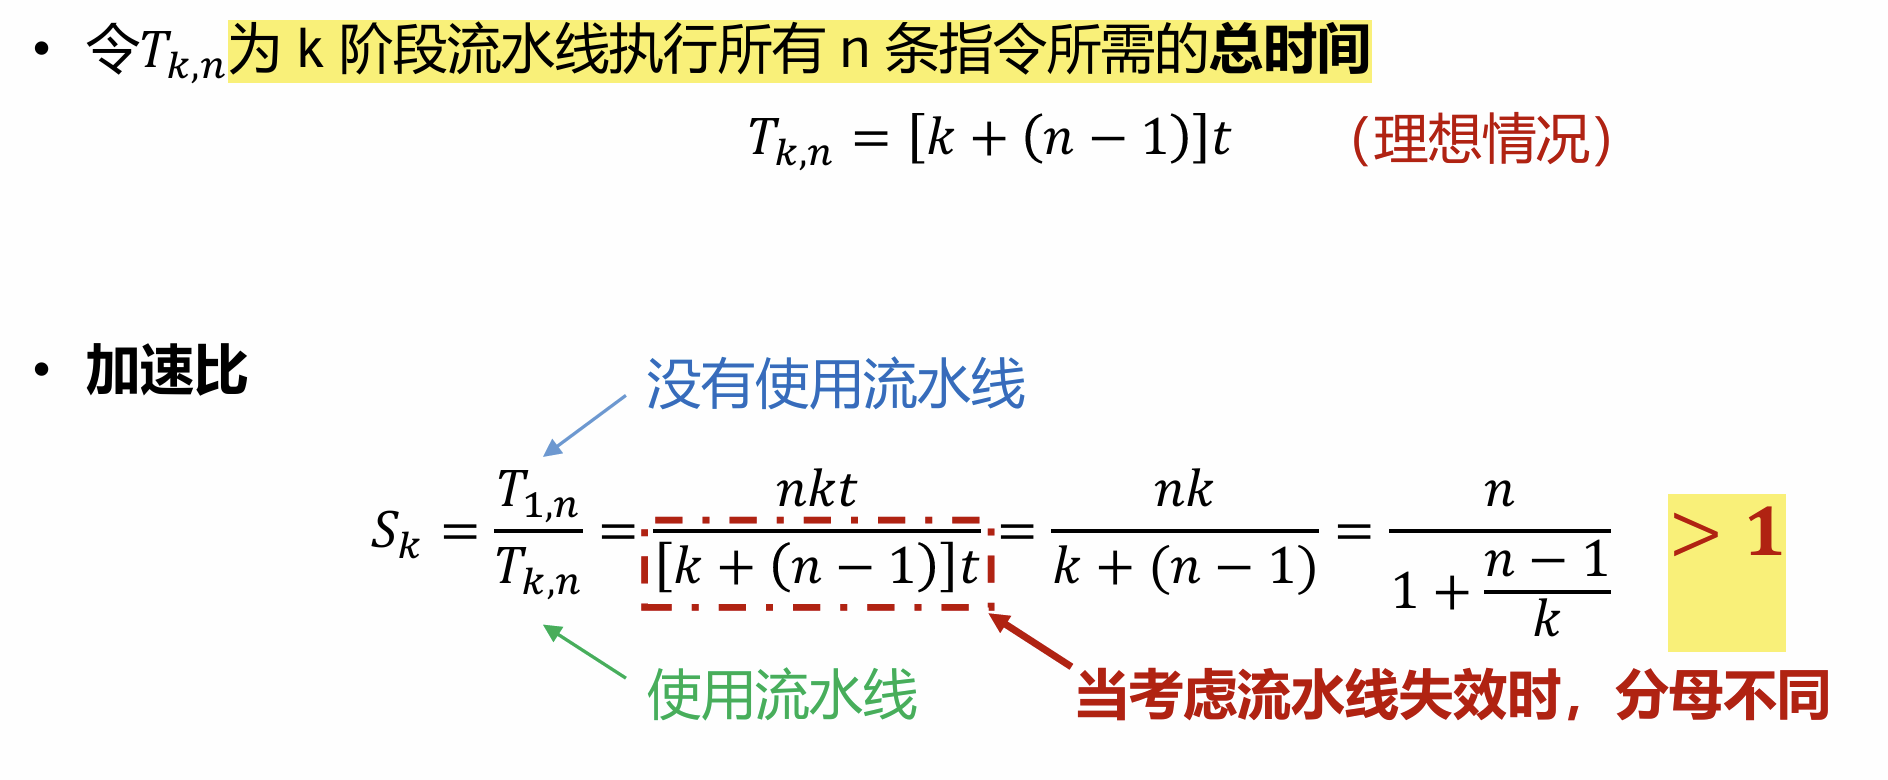 • 令T_{k,n}为 k 阶段流水线执行所有 n 条指令所需的总时间
T_{k,n} = [k + (n − 1)]t （理想情况）
• 加速比
没有使用流水线
S_k = \frac{T_{1,n}}{T_{k,n}} = \frac{nkt}{[k + (n − 1)]t} = \frac{nk}{k + (n − 1)} = \frac{n}{1 + \frac{n − 1}{k}} > 1
使用流水线
当考虑流水线失效时，分母不同